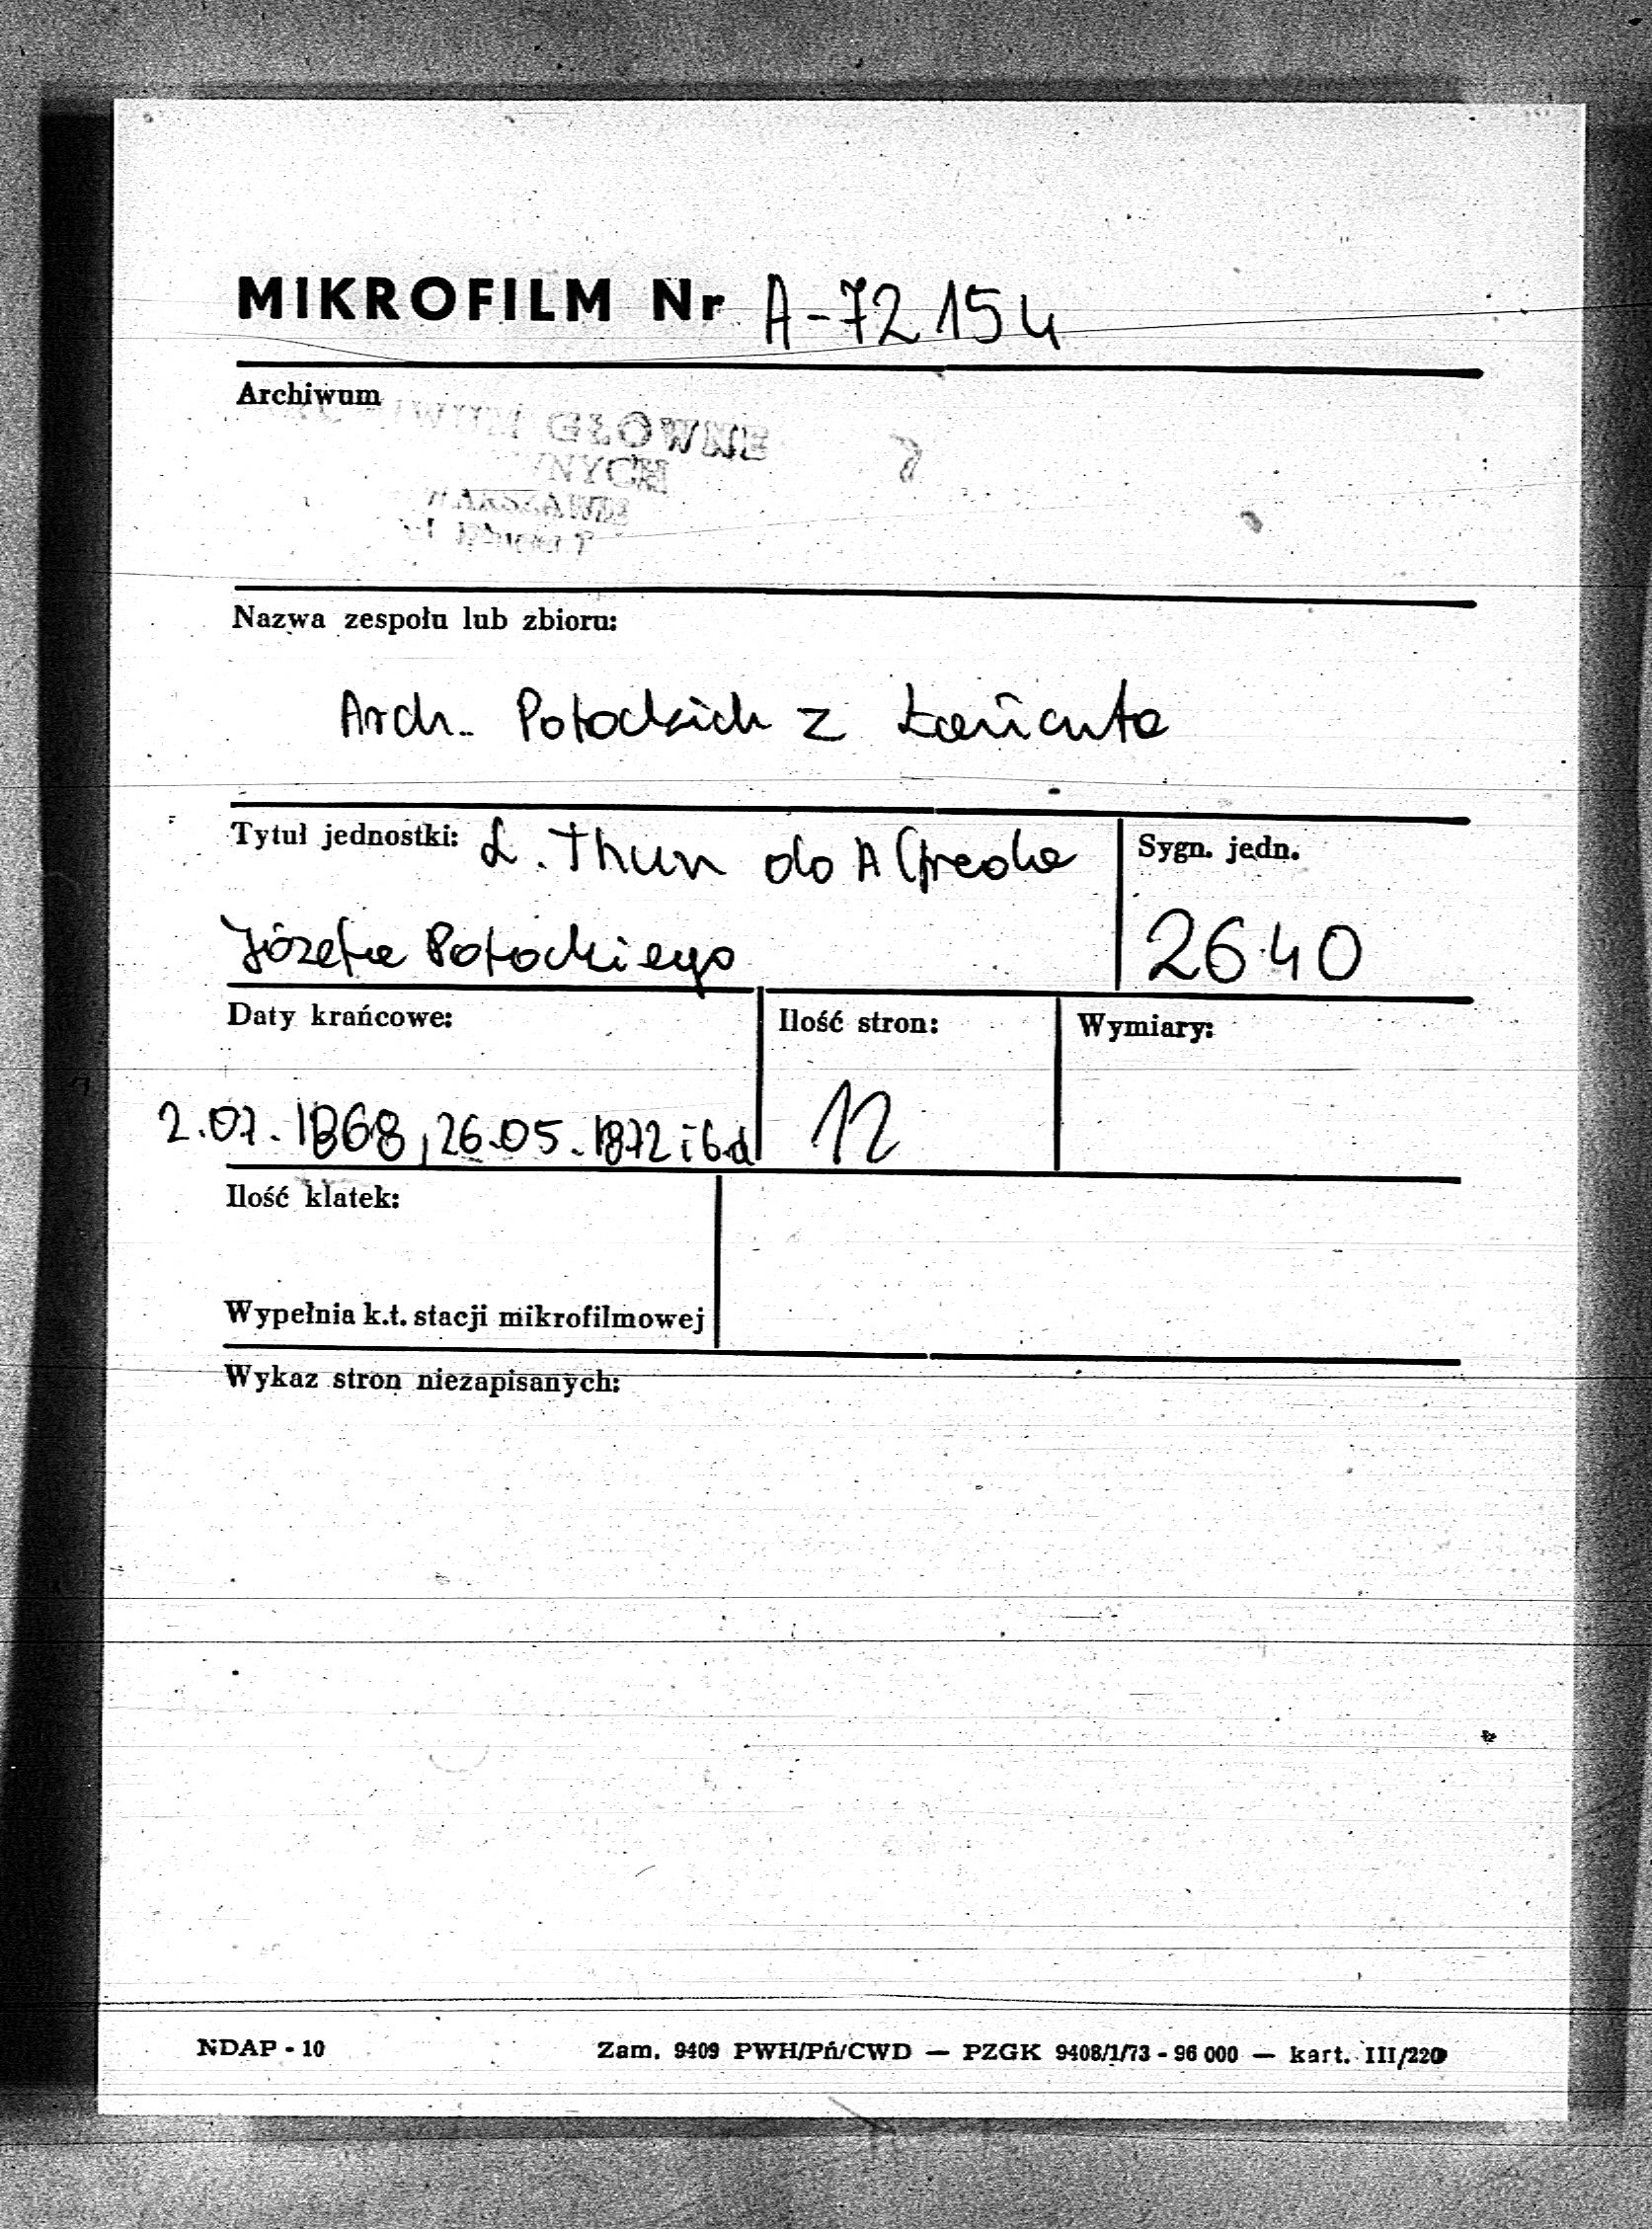 MIKROFILM Nr A-72154
Archiwum
GŁÓWNE
Nazwa zespołu lub zbioru:
Arch. Potockich z Łańcuta
Tytuł jednostki: L. Thun do Alfreda
Sygn. jedn.
Józefa Potockiego
2640
Daty krańcowe:
Ilość stron:
Wymiary:
2.07.1868, 26.05.1872 i b.d
12
Ilość klatek:
Wypełnia k.t. stacji mikrofilmowej
Wykaz stron niezapisanych:
NDAP - 10
Zam. 9409 PWH/Pń/CWD — PZGK 9408/1/73 - 96 000 — kart. III/220